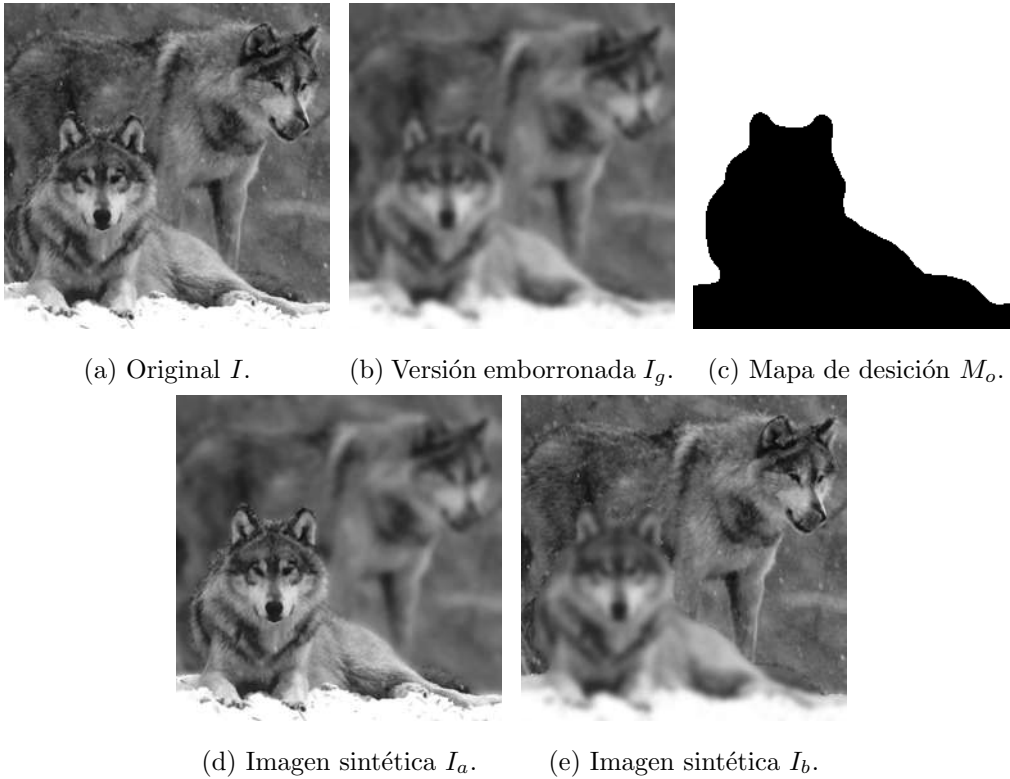 (a) Original I.
(b) Versión emborronada I_g.
(c) Mapa de desición M_o.
(d) Imagen sintética I_a.
(e) Imagen sintética I_b.